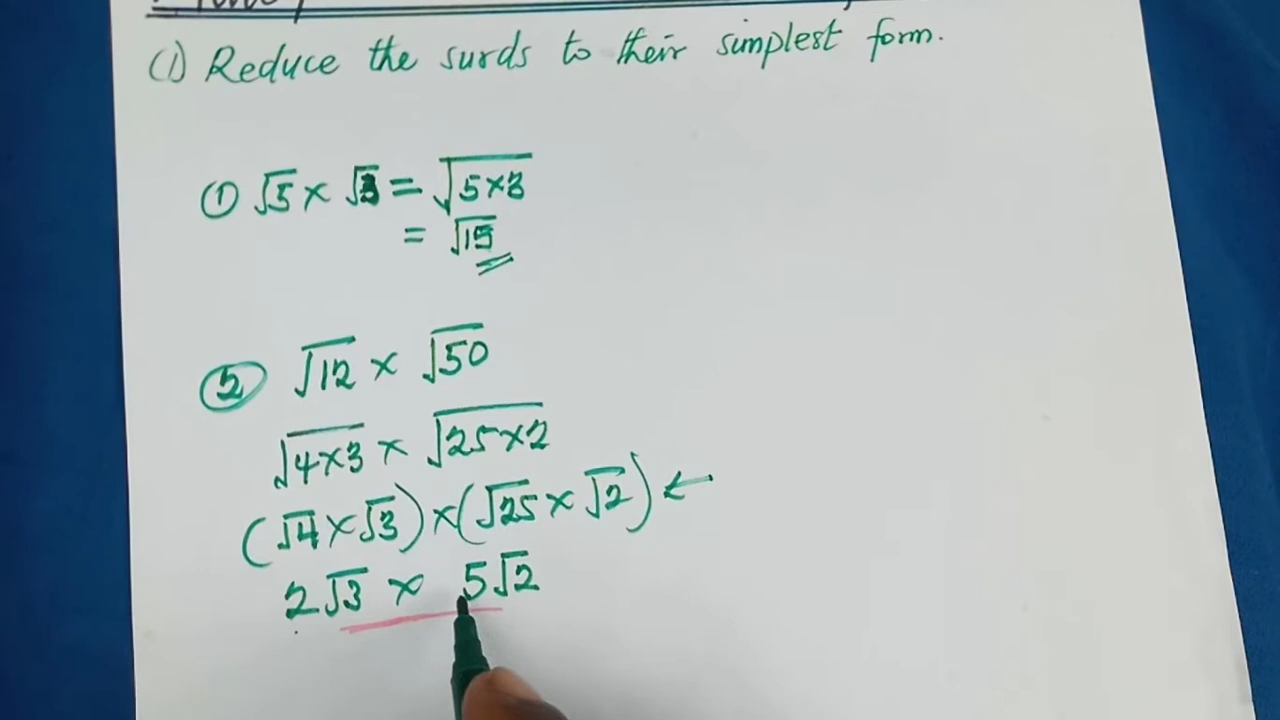 (1) Reduce the surds to their simplest form.
① √5 × √3 = √5×3
= √15
② √12 × √50
√4×3 × √25×2
(√4 × √3) × (√25 × √2) ←
2√3 × 5√2